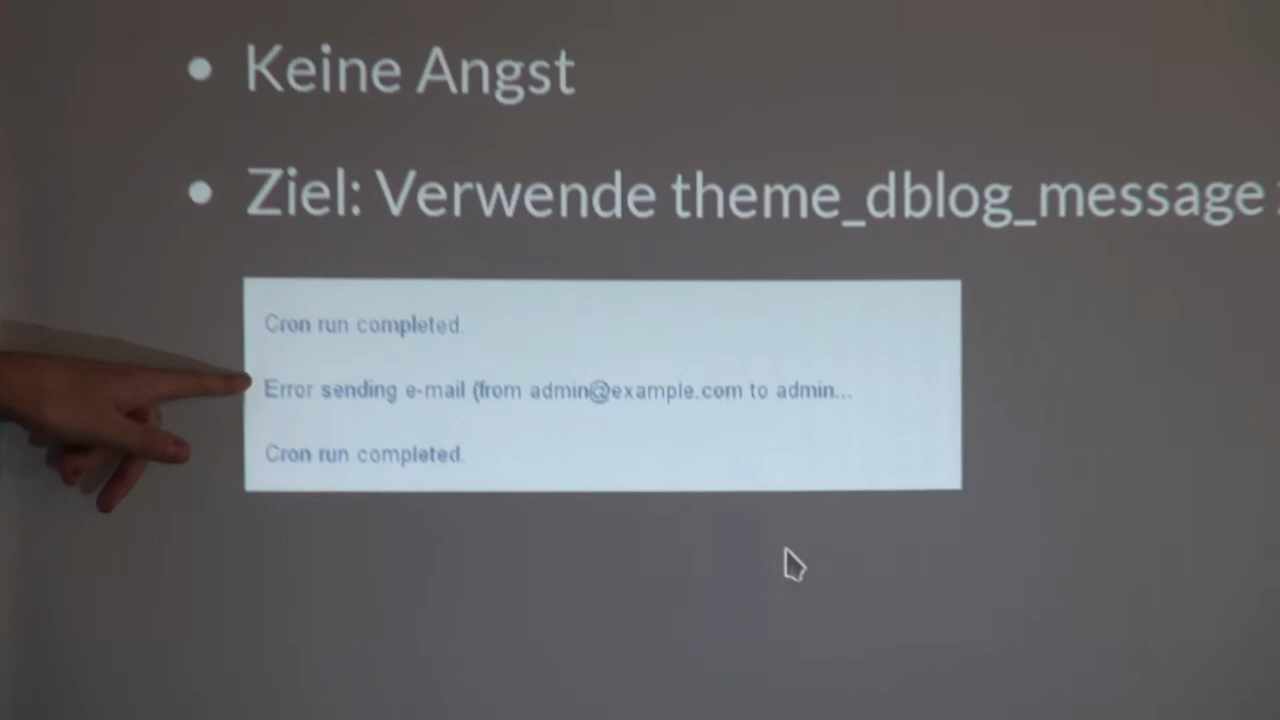 • Keine Angst
• Ziel: Verwende theme_dblog_message
Cron run completed.
Error sending e-mail (from admin@example.com to admin...
Cron run completed.